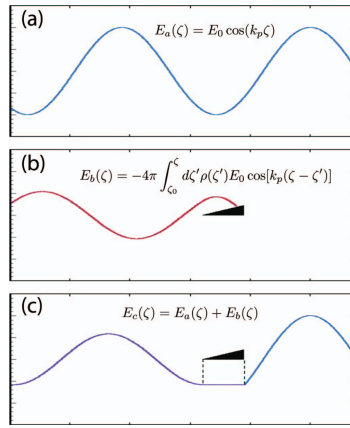 (a)
E_a(ζ) = E_0 cos(k_pζ)
(b)
E_b(ζ) = −4π ∫_{ζ_0}^{ζ} dζ′ρ(ζ′)E_0 cos[k_p(ζ − ζ′)]
(c)
E_c(ζ) = E_a(ζ) + E_b(ζ)